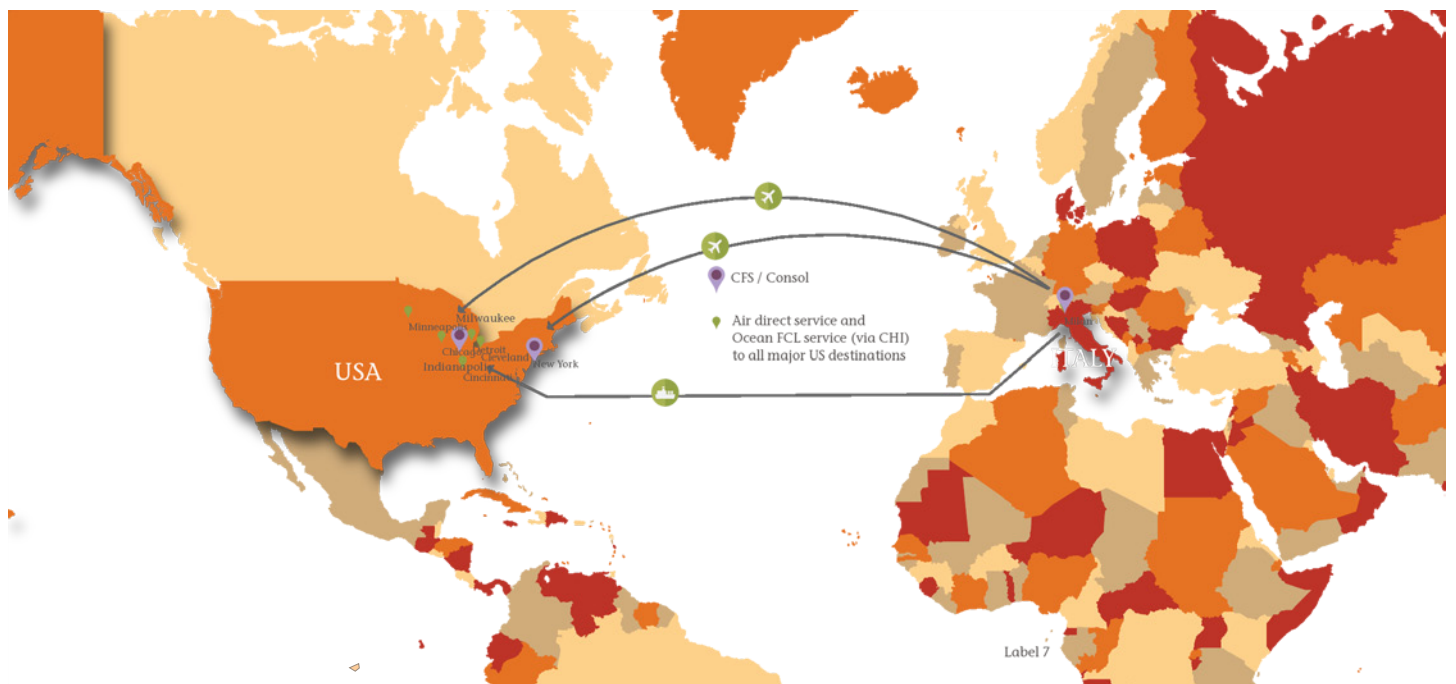 CFS / Consol
Air direct service and
Ocean FCL service (via CHI)
to all major US destinations
Milwaukee
Minneapolis
Chicago
Detroit
Cleveland
New York
Indianapolis
Cincinnati
USA
ITALY
Label 7